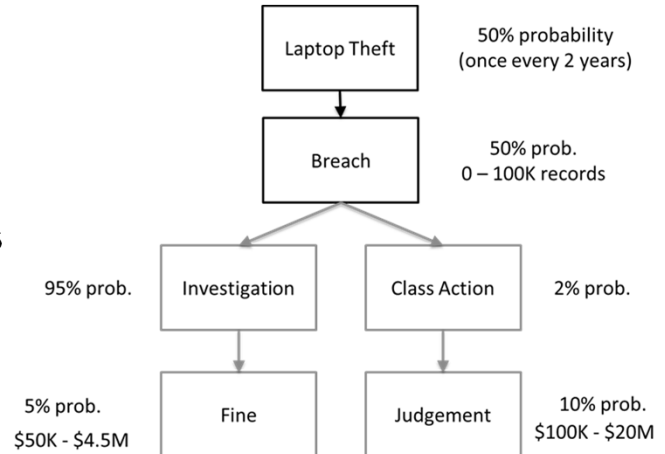 Laptop Theft
50% probability
(once every 2 years)
Breach
50% prob.
0 – 100K records
95% prob.
Investigation
Class Action
2% prob.
5% prob.
$50K - $4.5M
Fine
Judgement
10% prob.
$100K - $20M